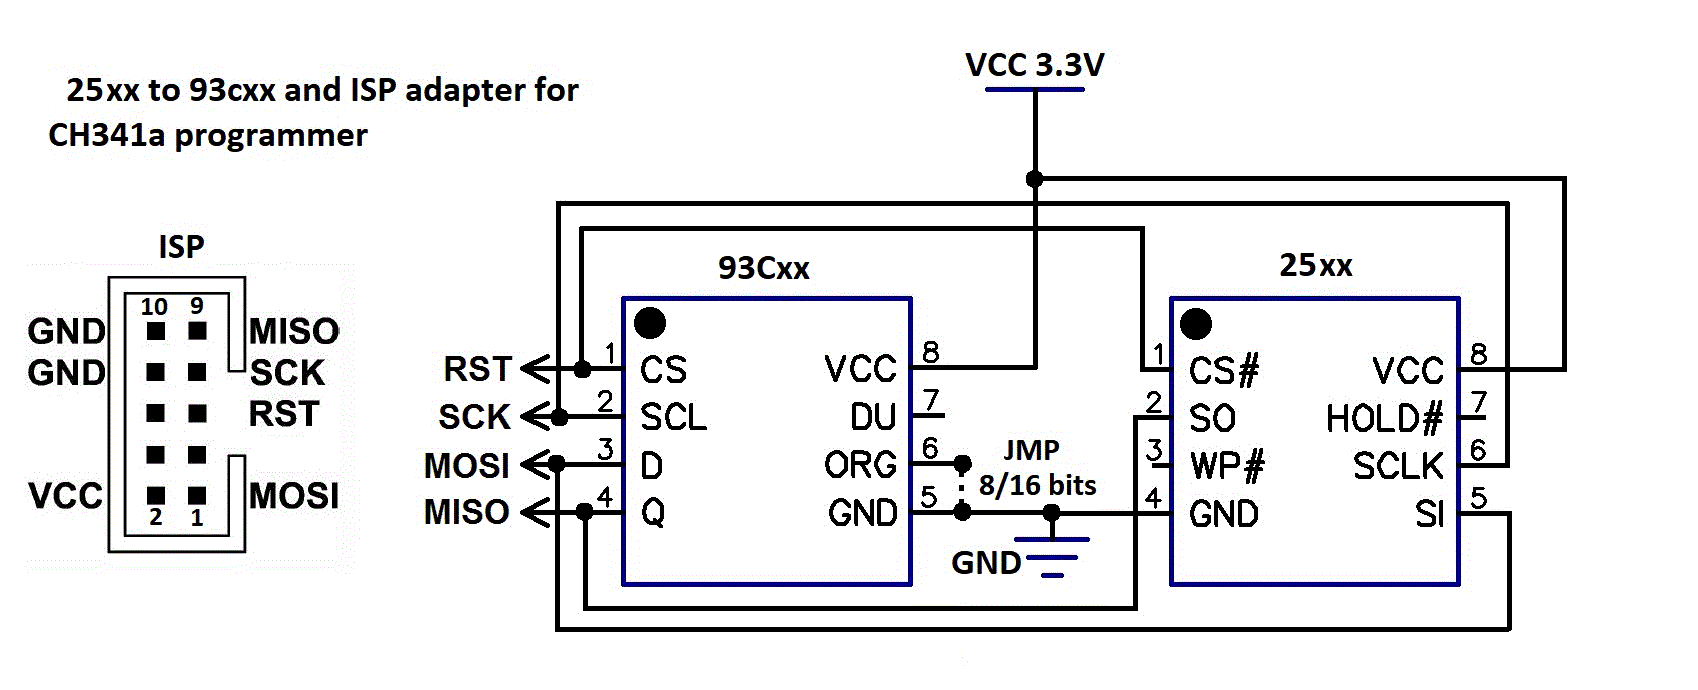 VCC 3.3V
25xx to 93cxx and ISP adapter for
CH341a programmer
ISP
10 9
GND MISO
GND SCK
RST
VCC MOSI
2 1
93Cxx
RST 1 CS VCC 8
SCK 2 SCL DU 7
MOSI 3 D ORG 6
MISO 4 Q GND 5
JMP
8/16 bits
GND
25xx
1 CS# VCC 8
2 SO HOLD# 7
3 WP# SCLK 6
4 GND SI 5